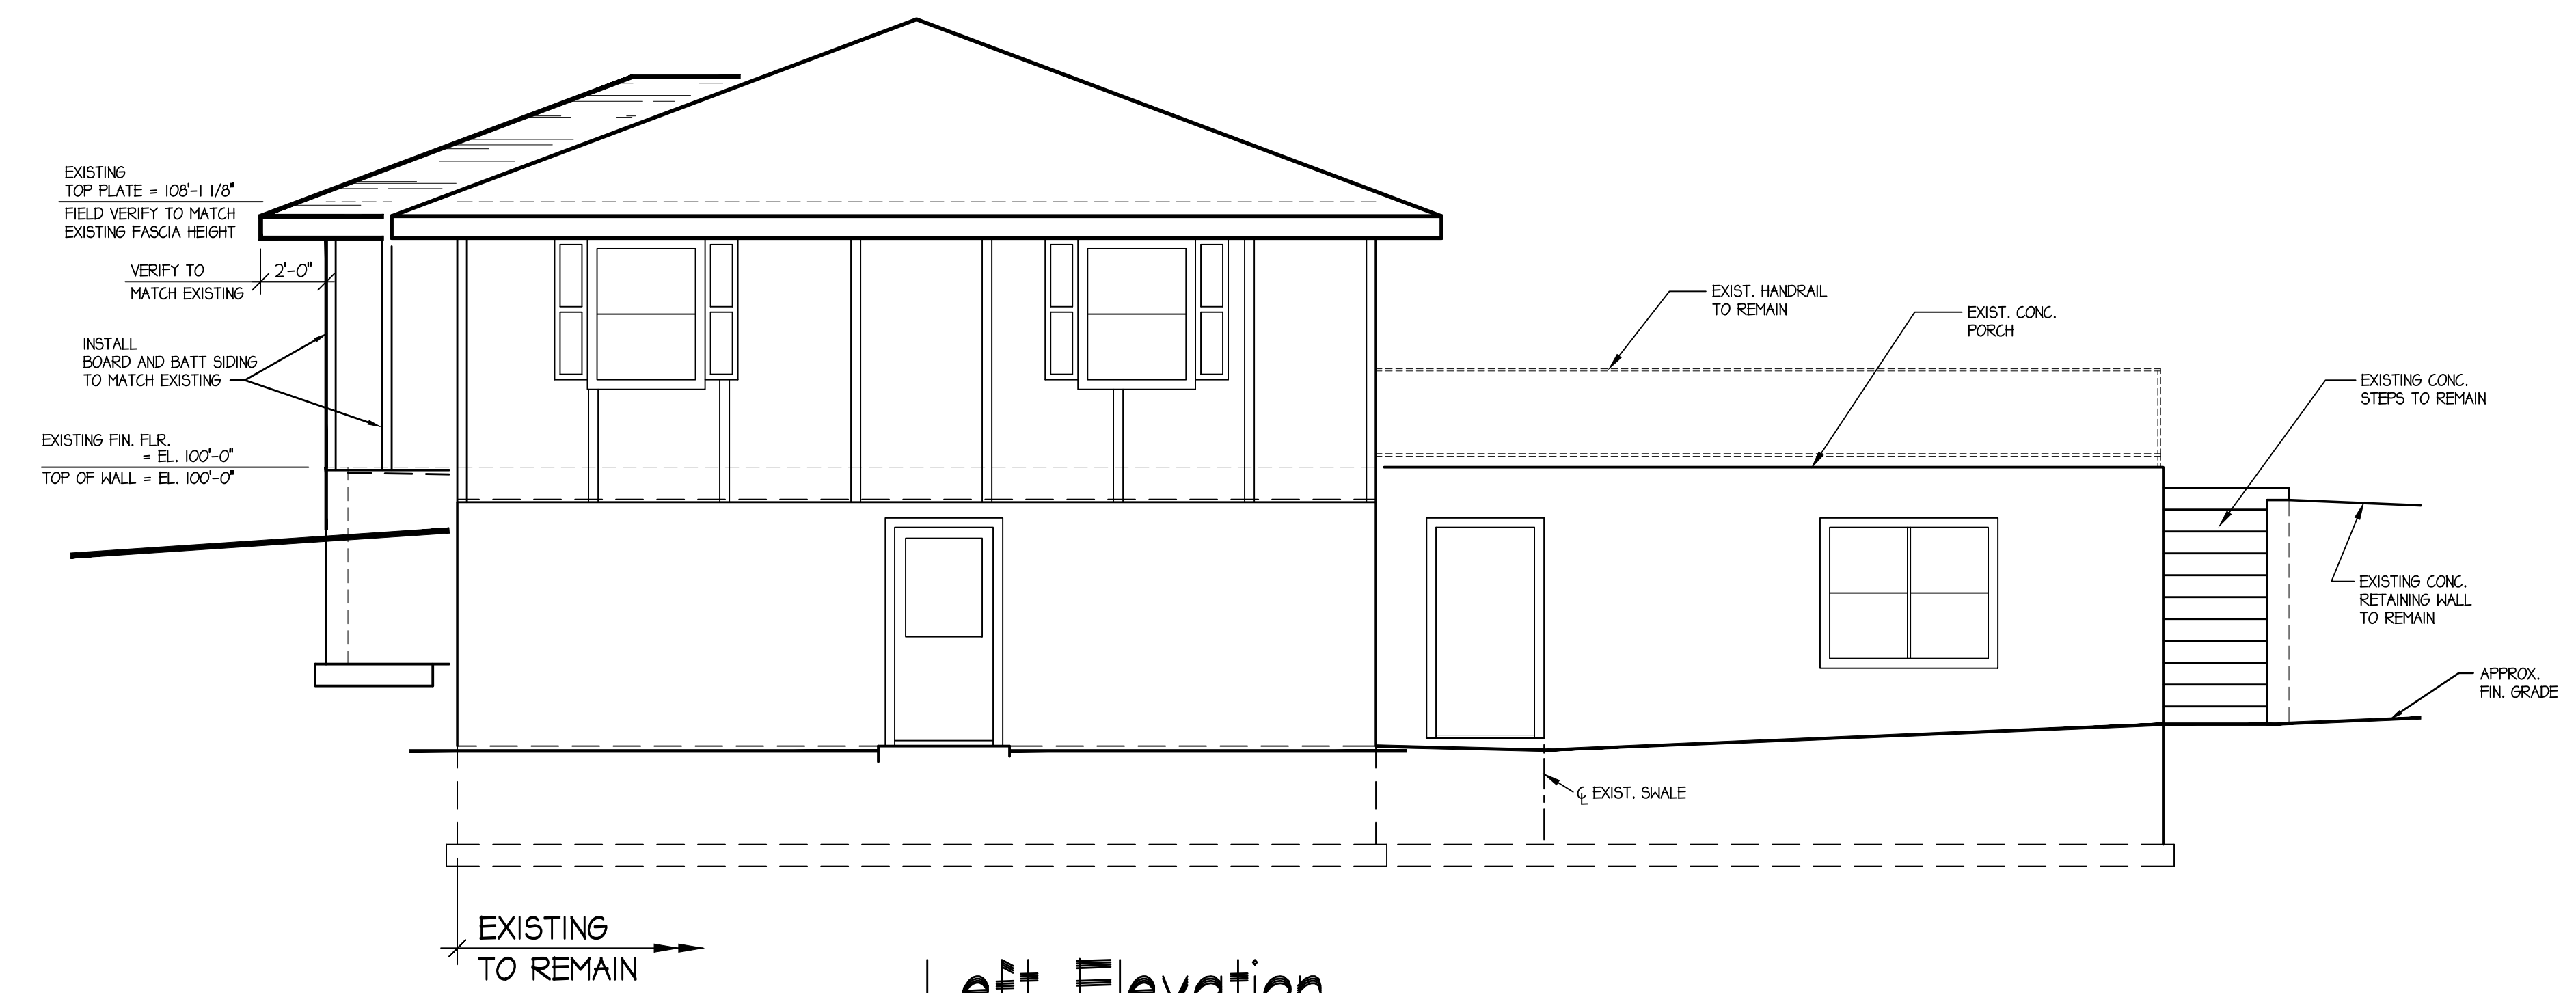 EXISTING
TOP PLATE = 108'-1 1/8"
FIELD VERIFY TO MATCH
EXISTING FASCIA HEIGHT
VERIFY TO
MATCH EXISTING
2'-0"
INSTALL
BOARD AND BATT SIDING
TO MATCH EXISTING
EXISTING FIN. FLR.
= EL. 100'-0"
TOP OF WALL = EL. 100'-0"
EXIST. HANDRAIL
TO REMAIN
EXIST. CONC.
PORCH
EXISTING CONC.
STEPS TO REMAIN
EXISTING CONC.
RETAINING WALL
TO REMAIN
APPROX.
FIN. GRADE
℄ EXIST. SWALE
EXISTING
TO REMAIN
Left Elevation